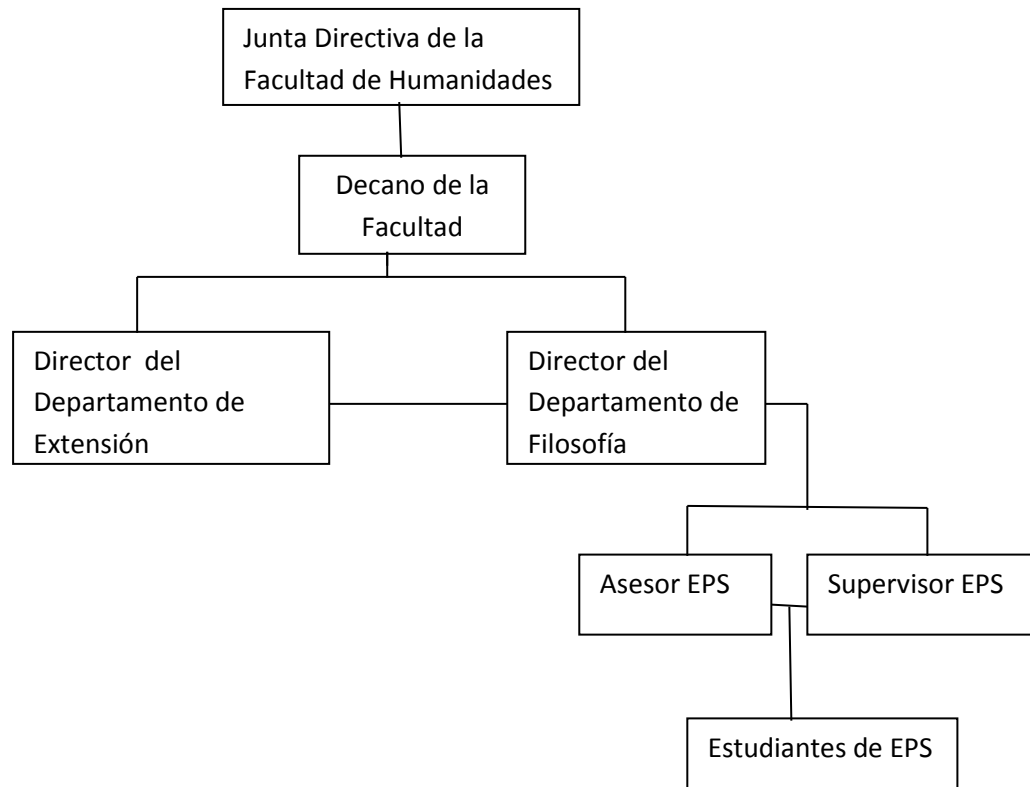 Junta Directiva de la
Facultad de Humanidades
Decano de la
Facultad
Director  del
Departamento de
Extensión
Director del
Departamento de
Filosofía
Asesor EPS
Supervisor EPS
Estudiantes de EPS